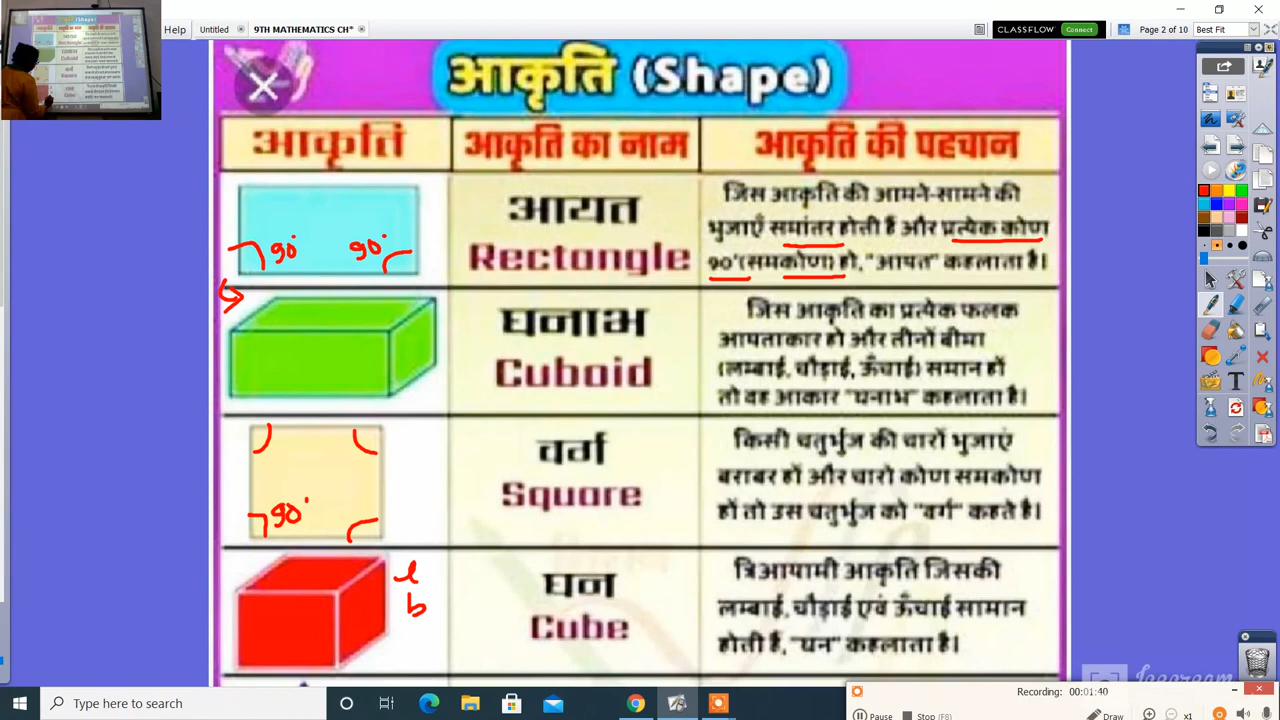 Help
Untitled
9TH MATHEMATICS CH*
CLASSFLOW
Connect
Page 2 of 10
Best Fit
आकृति (Shape)
आकृति
आकृति का नाम
आकृति की पहचान
90°
90°
आयत
Rectangle
जिस आकृति की आमने-सामने की
भुजाएँ समांतर होती हैं और प्रत्येक कोण
90°(समकोण) हो, "आयत" कहलाता है।
घनाभ
Cuboid
जिस आकृति का प्रत्येक फलक
आयताकार हो और तीनों बीमा
(लम्बाई, चौड़ाई, ऊँचाई) समान हों
तो वह आकार "घनाभ" कहलाता है।
90°
वर्ग
Square
किसी चतुर्भुज की चारों भुजाएं
बराबर हों और चारो कोण समकोण
हों तो उस चतुर्भुज को "वर्ग" कहते है।
l
b
घन
Cube
त्रिआयामी आकृति जिसकी
लम्बाई, चौड़ाई एवं ऊँचाई सामान
होती हैं, "घन" कहलाता है।
Icecream
Recording: 00:01:40
Type here to search
Pause
Stop (F8)
Draw
x1